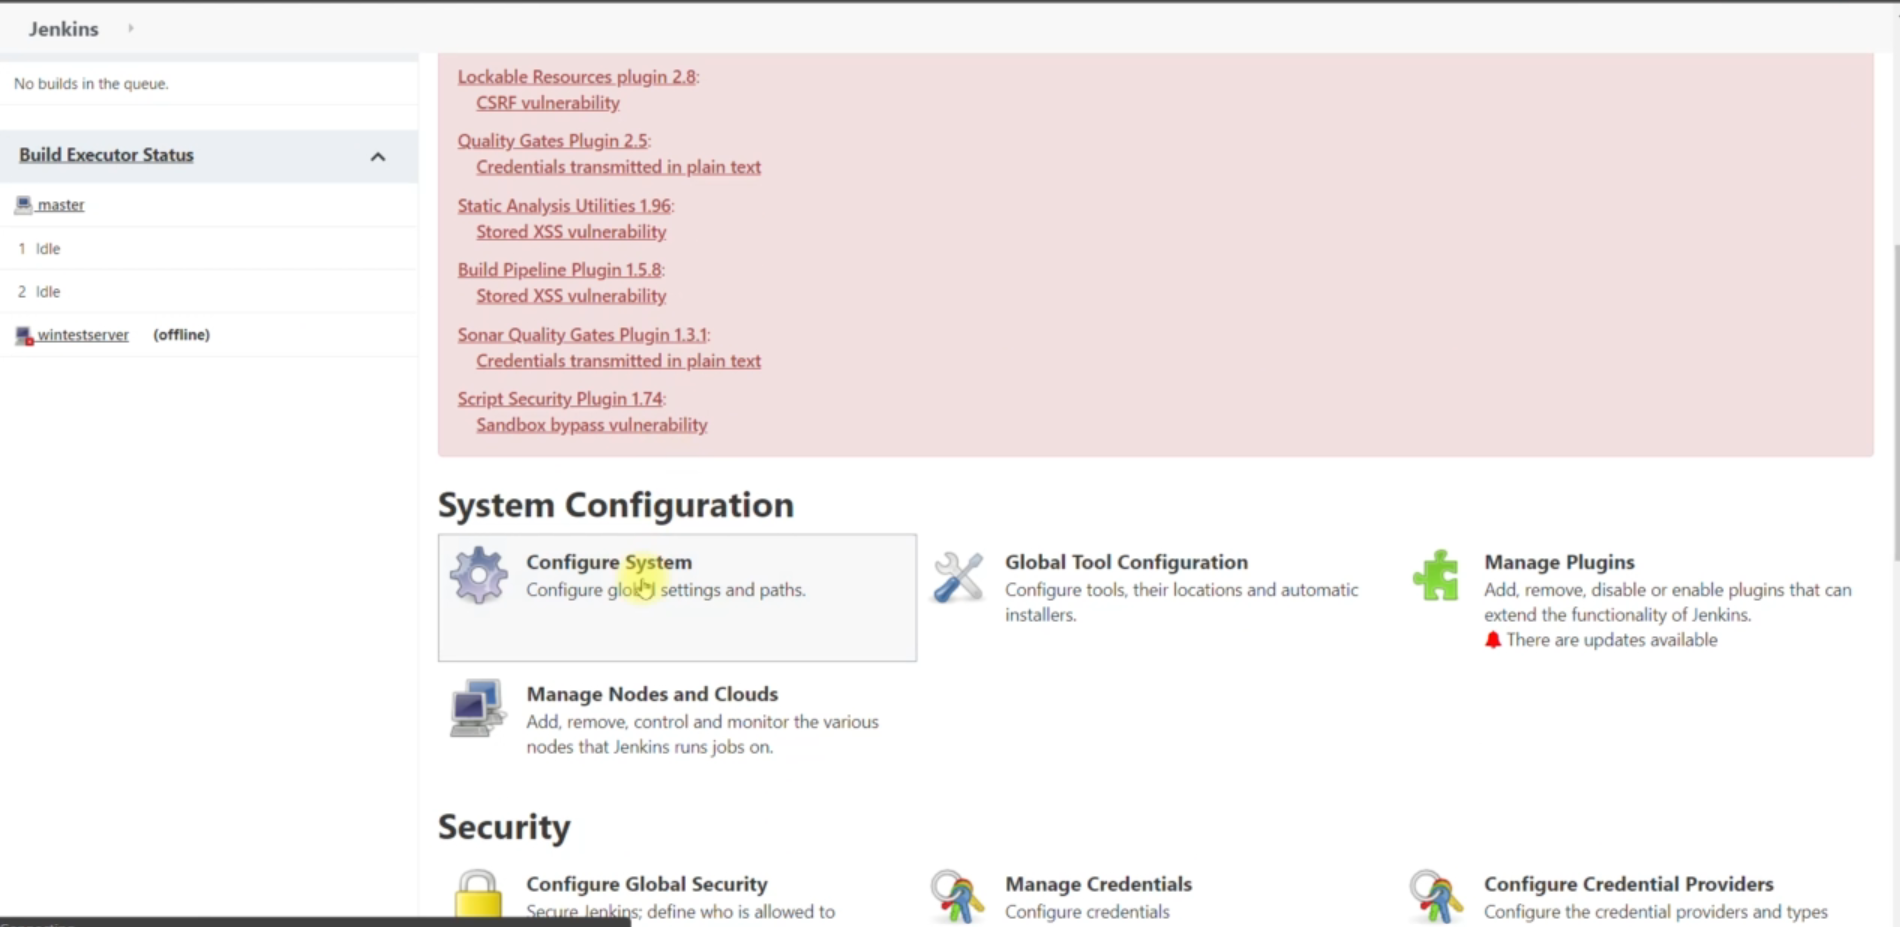 Jenkins
No builds in the queue.
Build Executor Status
master
1 Idle
2 Idle
wintestserver (offline)
Lockable Resources plugin 2.8:
CSRF vulnerability
Quality Gates Plugin 2.5:
Credentials transmitted in plain text
Static Analysis Utilities 1.96:
Stored XSS vulnerability
Build Pipeline Plugin 1.5.8:
Stored XSS vulnerability
Sonar Quality Gates Plugin 1.3.1:
Credentials transmitted in plain text
Script Security Plugin 1.74:
Sandbox bypass vulnerability
System Configuration
Configure System
Configure global settings and paths.
Global Tool Configuration
Configure tools, their locations and automatic
installers.
Manage Plugins
Add, remove, disable or enable plugins that can
extend the functionality of Jenkins.
There are updates available
Manage Nodes and Clouds
Add, remove, control and monitor the various
nodes that Jenkins runs jobs on.
Security
Configure Global Security
Secure Jenkins; define who is allowed to
Manage Credentials
Configure credentials
Configure Credential Providers
Configure the credential providers and types